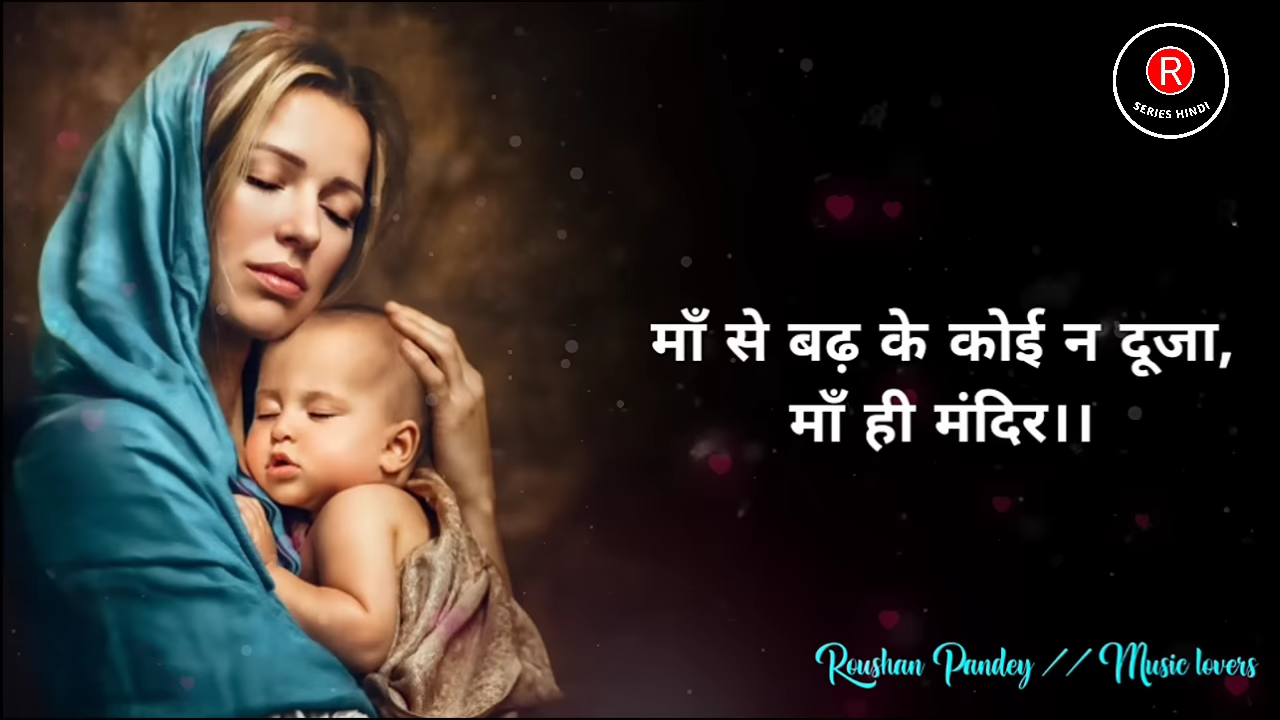 R
SERIES HINDI
माँ से बढ़ के कोई न दूजा,
माँ ही मंदिर।।
Roushan Pandey // Music lovers